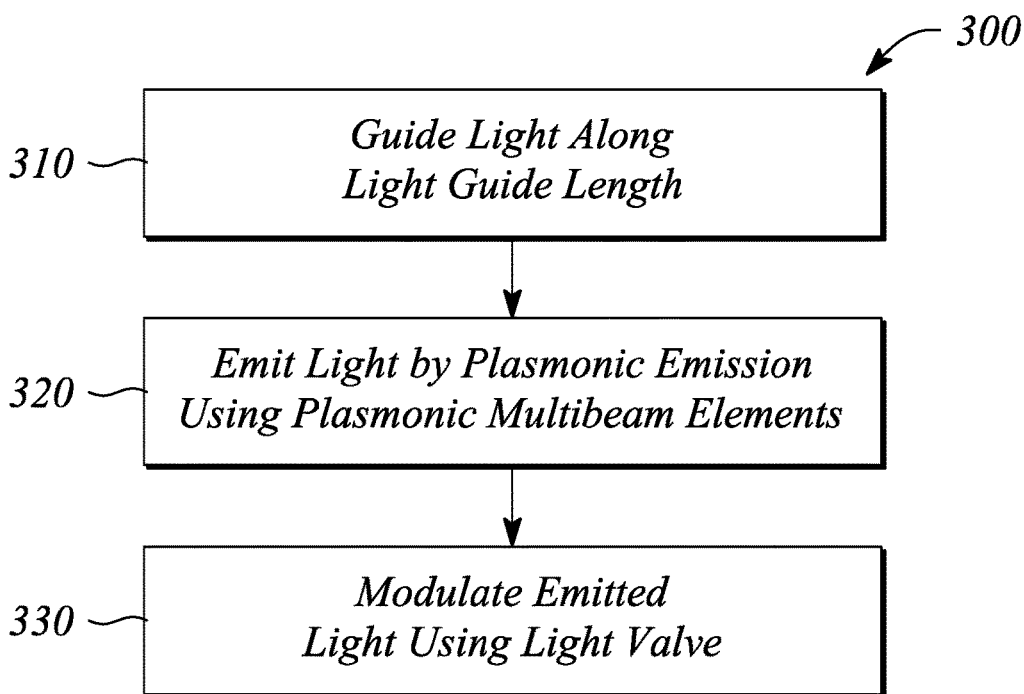 300
310
Guide Light Along
Light Guide Length
320
Emit Light by Plasmonic Emission
Using Plasmonic Multibeam Elements
330
Modulate Emitted
Light Using Light Valve